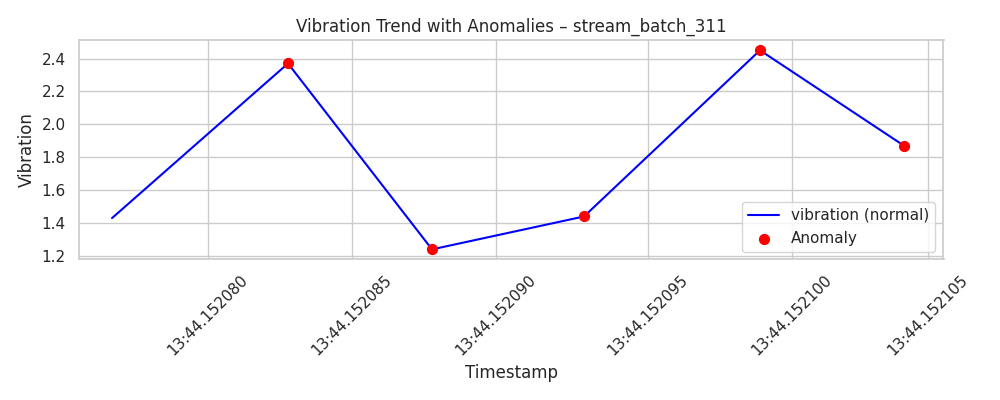 Vibration Trend with Anomalies – stream_batch_311
Vibration
2.4
2.2
2.0
1.8
1.6
1.4
1.2
vibration (normal)
Anomaly
13:44.152080
13:44.152085
13:44.152090
13:44.152095
13:44.152100
13:44.152105
Timestamp